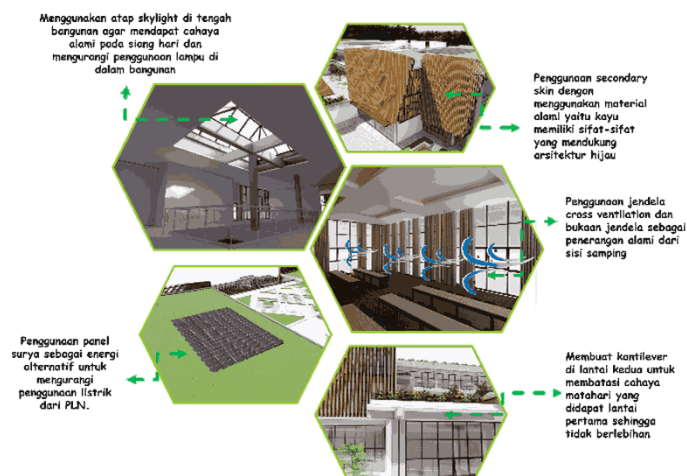 Menggunakan atap skylight di tengah
bangunan agar mendapat cahaya
alami pada siang hari dan
mengurangi penggunaan lampu di
dalam bangunan
Penggunaan secondary
skin dengan
menggunakan material
alami yaitu kayu
memiliki sifat-sifat
yang mendukung
arsitektur hijau
Penggunaan jendela
cross ventilation dan
bukaan jendela sebagai
penerangan alami dari
sisi samping
Penggunaan panel
surya sebagai energi
alternatif untuk
mengurangi
penggunaan listrik
dari PLN.
Membuat kantilever
di lantai kedua untuk
membatasi cahaya
matahari yang
didapat lantai
pertama sehingga
tidak berlebihan